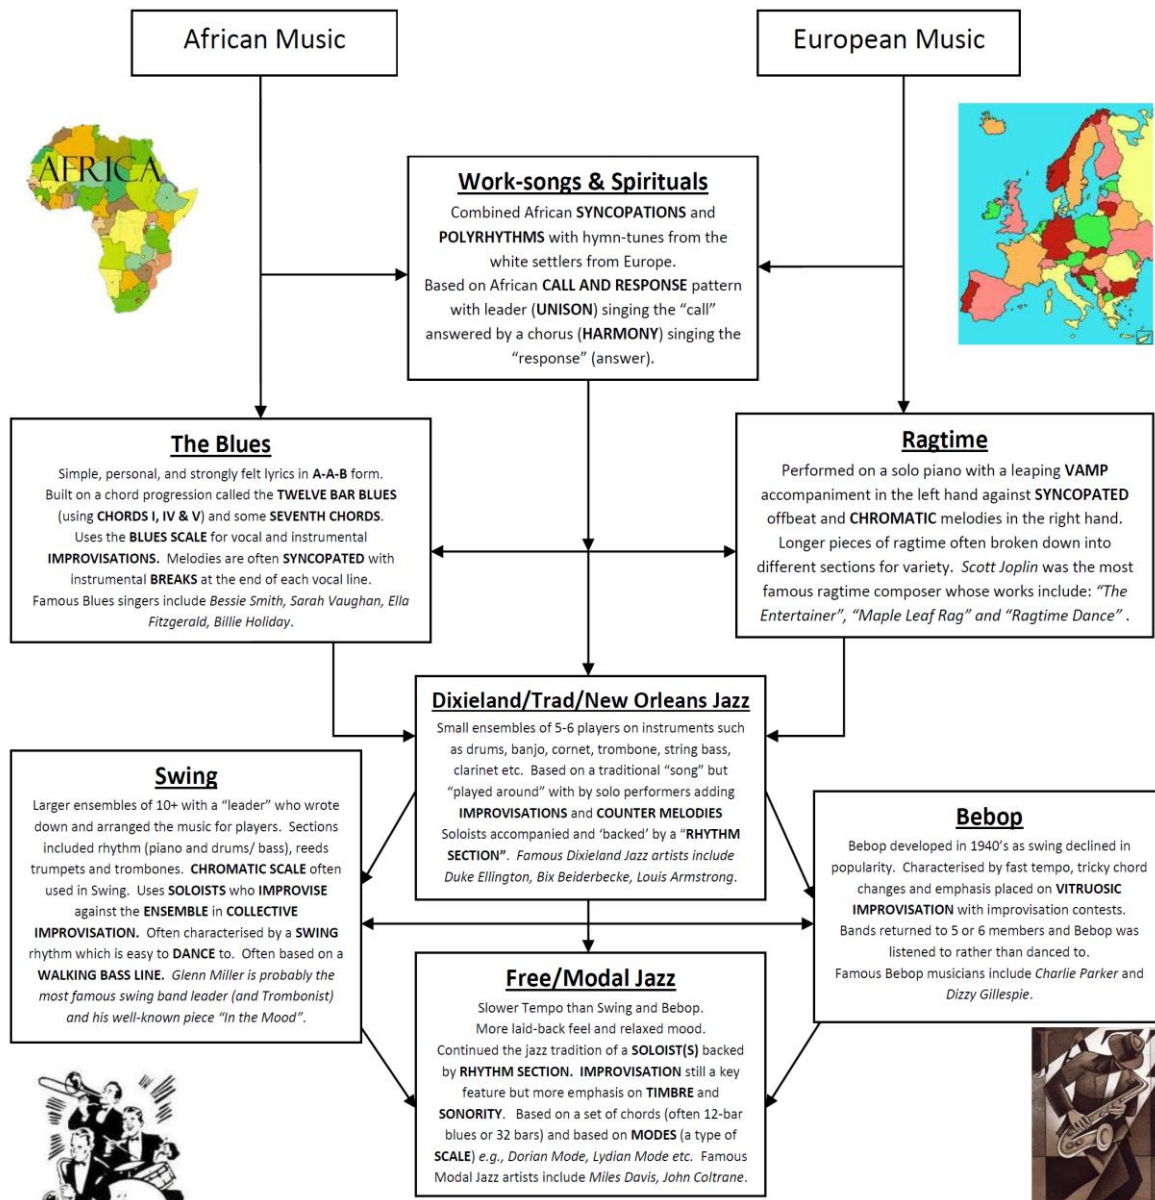 African Music
European Music
AFRICA
Work-songs & Spirituals
Combined African SYNCOPATIONS and
POLYRHYTHMS with hymn-tunes from the
white settlers from Europe.
Based on African CALL AND RESPONSE pattern
with leader (UNISON) singing the “call”
answered by a chorus (HARMONY) singing the
“response” (answer).
The Blues
Simple, personal, and strongly felt lyrics in A-A-B form.
Built on a chord progression called the TWELVE BAR BLUES
(using CHORDS I, IV & V) and some SEVENTH CHORDS.
Uses the BLUES SCALE for vocal and instrumental
IMPROVISATIONS. Melodies are often SYNCOPATED with
instrumental BREAKS at the end of each vocal line.
Famous Blues singers include Bessie Smith, Sarah Vaughan, Ella
Fitzgerald, Billie Holiday.
Ragtime
Performed on a solo piano with a leaping VAMP
accompaniment in the left hand against SYNCOPATED
offbeat and CHROMATIC melodies in the right hand.
Longer pieces of ragtime often broken down into
different sections for variety. Scott Joplin was the most
famous ragtime composer whose works include: “The
Entertainer”, “Maple Leaf Rag” and “Ragtime Dance” .
Dixieland/Trad/New Orleans Jazz
Small ensembles of 5-6 players on instruments such
as drums, banjo, cornet, trombone, string bass,
clarinet etc. Based on a traditional “song” but
“played around” with by solo performers adding
IMPROVISATIONS and COUNTER MELODIES
Soloists accompanied and ‘backed’ by a “RHYTHM
SECTION”. Famous Dixieland Jazz artists include
Duke Ellington, Bix Beiderbecke, Louis Armstrong.
Swing
Larger ensembles of 10+ with a “leader” who wrote
down and arranged the music for players. Sections
included rhythm (piano and drums/ bass), reeds
trumpets and trombones. CHROMATIC SCALE often
used in Swing. Uses SOLOISTS who IMPROVISE
against the ENSEMBLE in COLLECTIVE
IMPROVISATION. Often characterised by a SWING
rhythm which is easy to DANCE to. Often based on a
WALKING BASS LINE. Glenn Miller is probably the
most famous swing band leader (and Trombonist)
and his well-known piece “In the Mood”.
Bebop
Bebop developed in 1940’s as swing declined in
popularity. Characterised by fast tempo, tricky chord
changes and emphasis placed on VITRUOSIC
IMPROVISATION with improvisation contests.
Bands returned to 5 or 6 members and Bebop was
listened to rather than danced to.
Famous Bebop musicians include Charlie Parker and
Dizzy Gillespie.
Free/Modal Jazz
Slower Tempo than Swing and Bebop.
More laid-back feel and relaxed mood.
Continued the jazz tradition of a SOLOIST(S) backed
by RHYTHM SECTION. IMPROVISATION still a key
feature but more emphasis on TIMBRE and
SONORITY. Based on a set of chords (often 12-bar
blues or 32 bars) and based on MODES (a type of
SCALE) e.g., Dorian Mode, Lydian Mode etc. Famous
Modal Jazz artists include Miles Davis, John Coltrane.